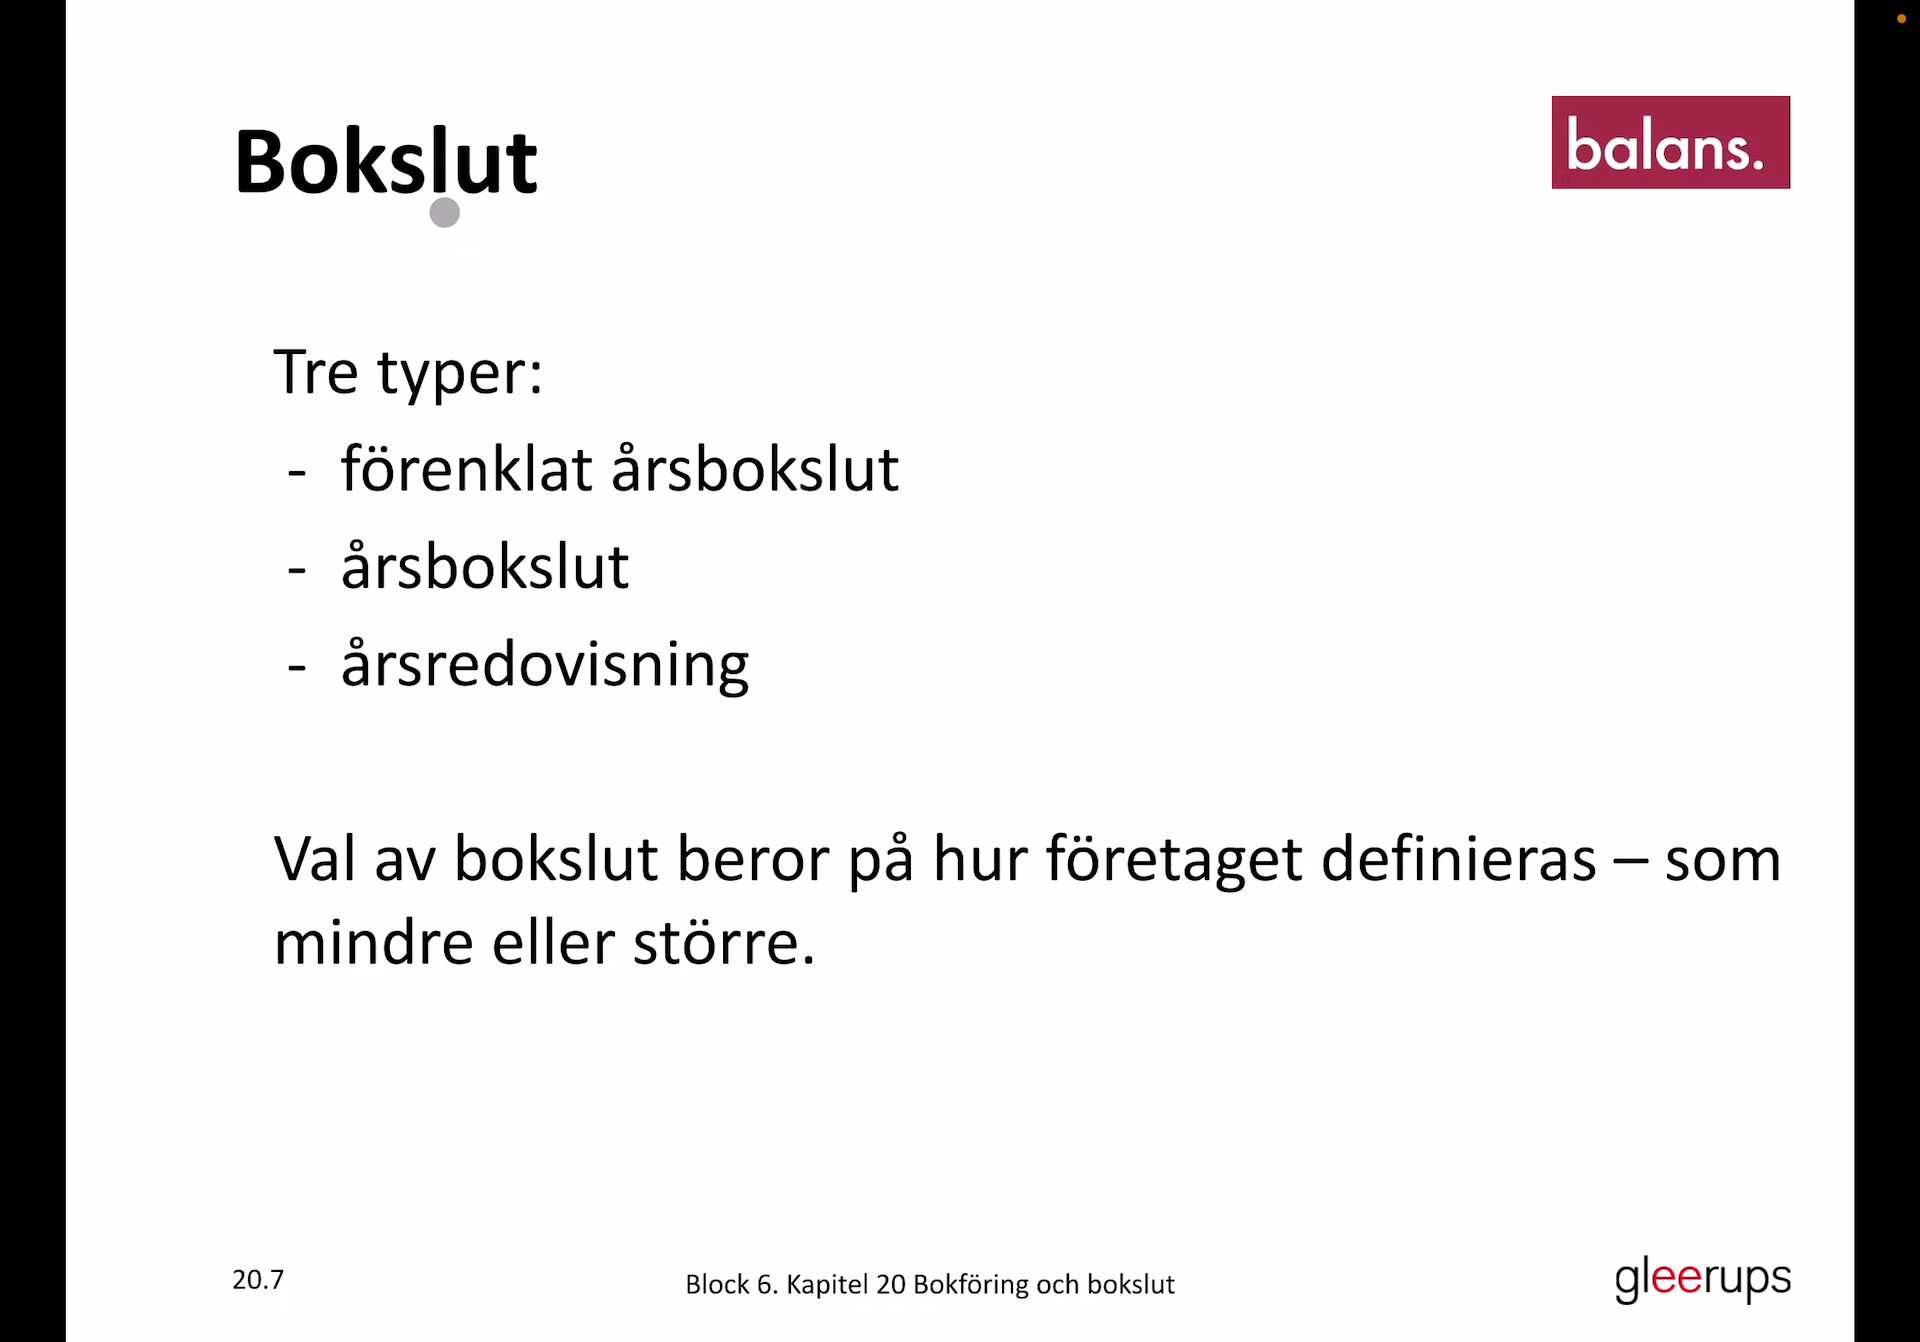 Bokslut
balans.
Tre typer:
- förenklat årsbokslut
- årsbokslut
- årsredovisning
Val av bokslut beror på hur företaget definieras – som
mindre eller större.
20.7
Block 6. Kapitel 20 Bokföring och bokslut
gleerups